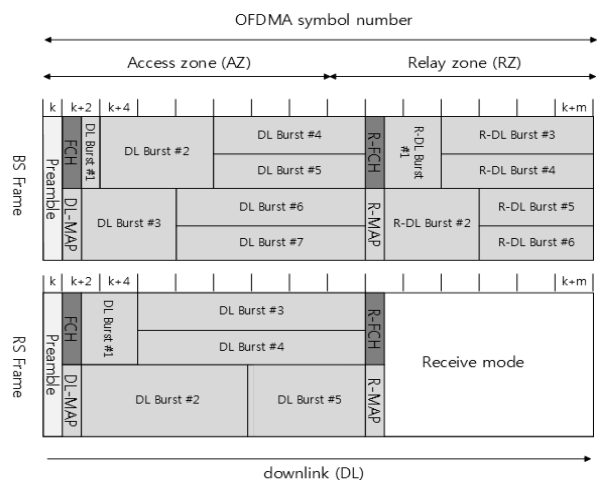 OFDMA symbol number
Access zone (AZ)
Relay zone (RZ)
k
k+2
k+4
k+m
BS Frame
Preamble
FCH
DL Burst #1
DL Burst #2
DL Burst #4
DL Burst #5
R-FCH
R-DL Burst #1
R-DL Burst #3
R-DL Burst #4
DL-MAP
DL Burst #3
DL Burst #6
DL Burst #7
R-MAP
R-DL Burst #2
R-DL Burst #5
R-DL Burst #6
k
k+2
k+4
k+m
RS Frame
Preamble
FCH
DL Burst #1
DL Burst #3
DL Burst #4
R-FCH
Receive mode
DL-MAP
DL Burst #2
DL Burst #5
R-MAP
downlink (DL)